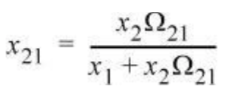 x₂₁ = x₂Ω₂₁ / (x₁ + x₂Ω₂₁)